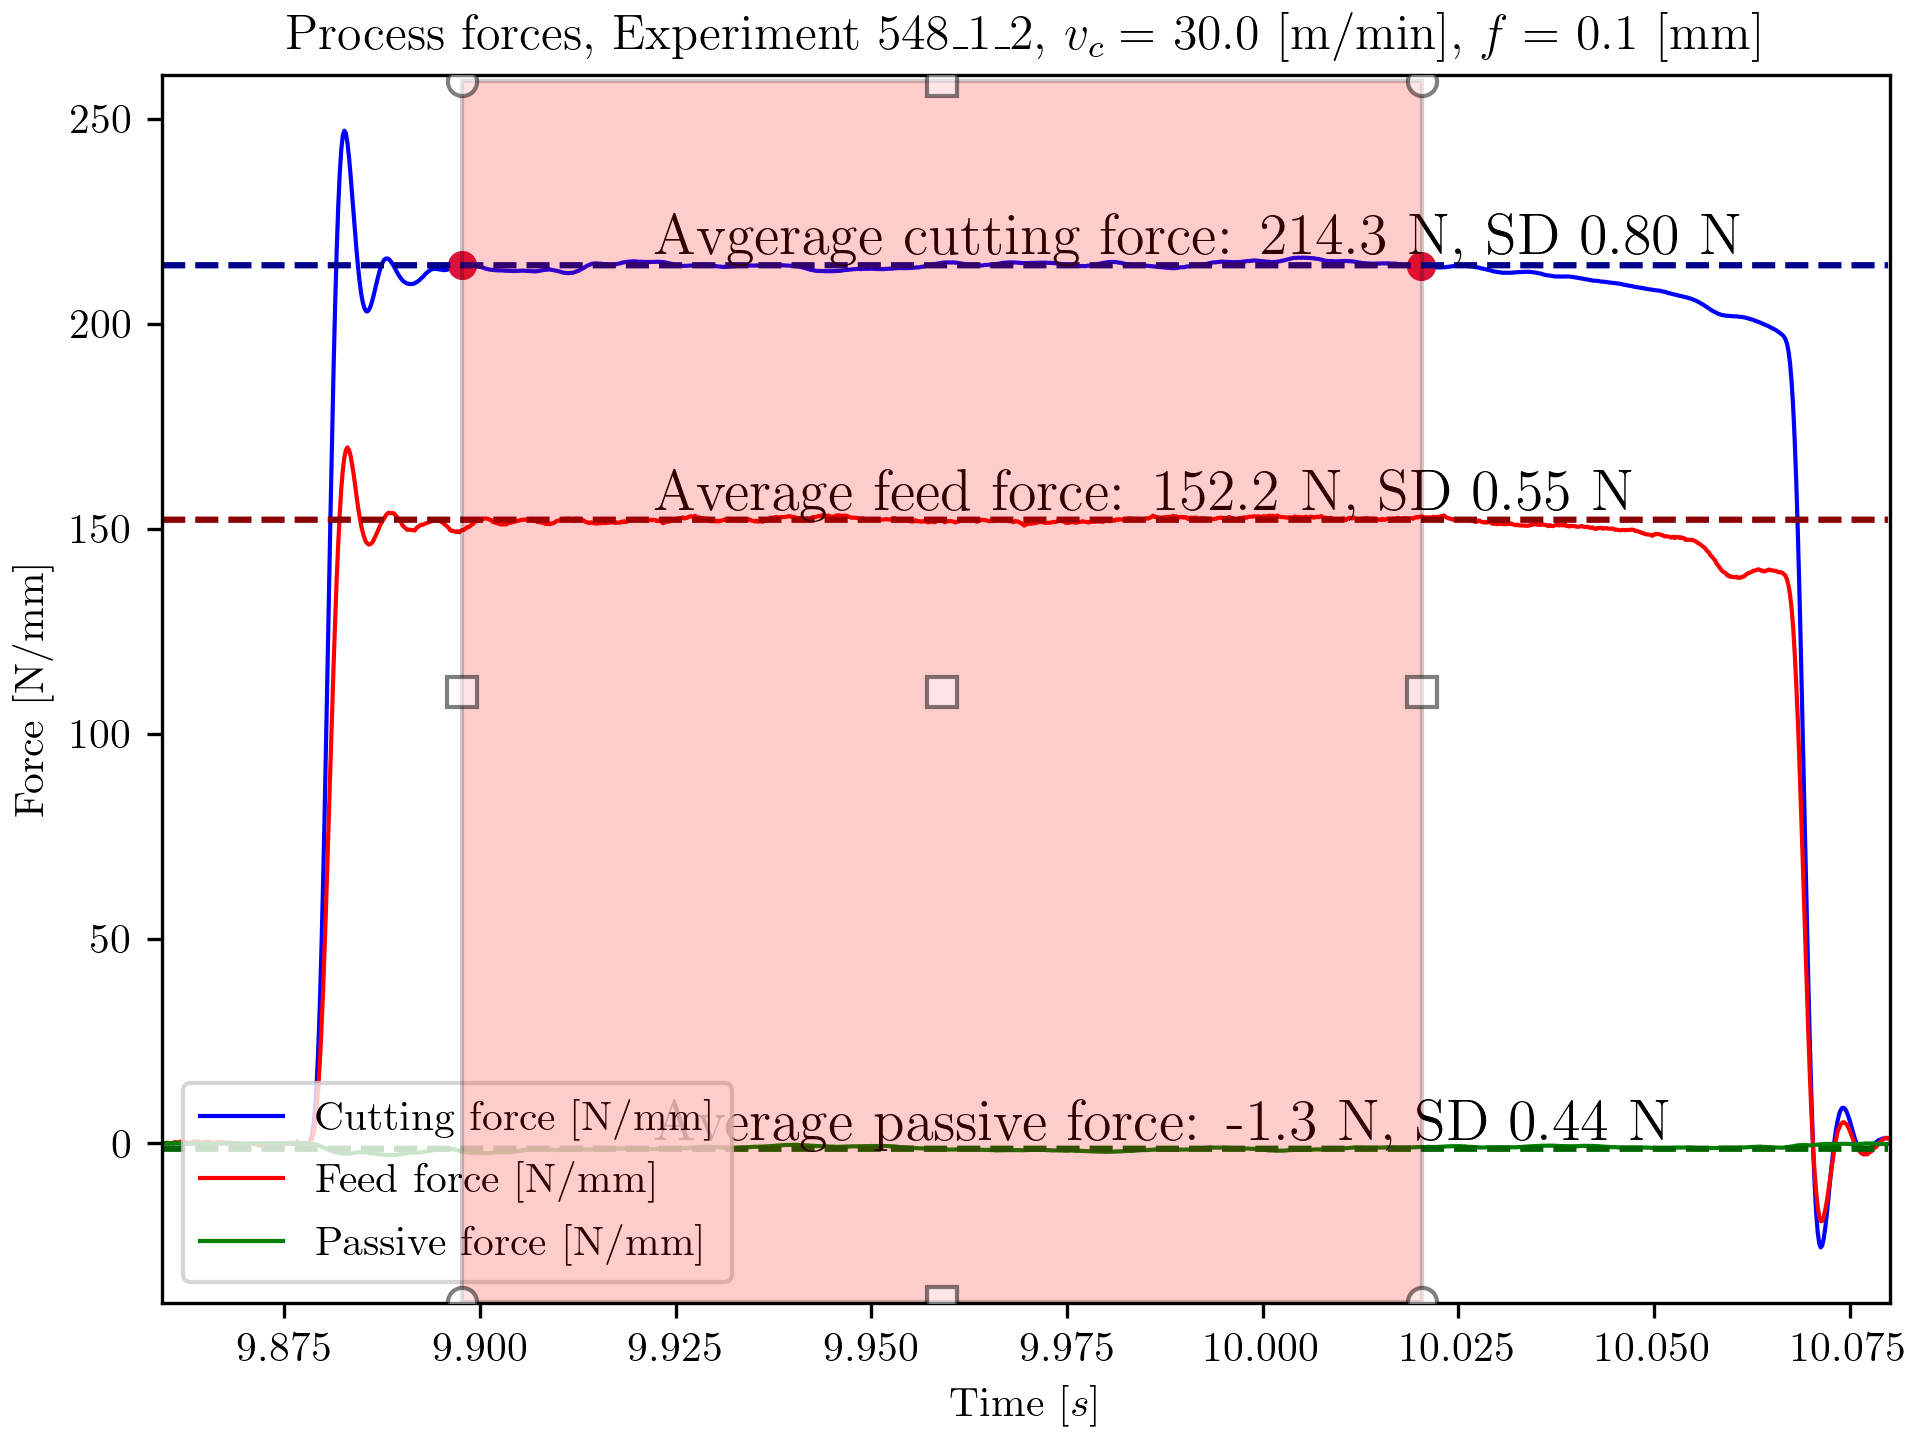 Process forces, Experiment 548_1_2, v_c = 30.0 [m/min], f = 0.1 [mm]
250
200
150
100
50
0
Force [N/mm]
Avgerage cutting force: 214.3 N, SD 0.80 N
Average feed force: 152.2 N, SD 0.55 N
Average passive force: -1.3 N, SD 0.44 N
Cutting force [N/mm]
Feed force [N/mm]
Passive force [N/mm]
9.875 9.900 9.925 9.950 9.975 10.000 10.025 10.050 10.075
Time [s]